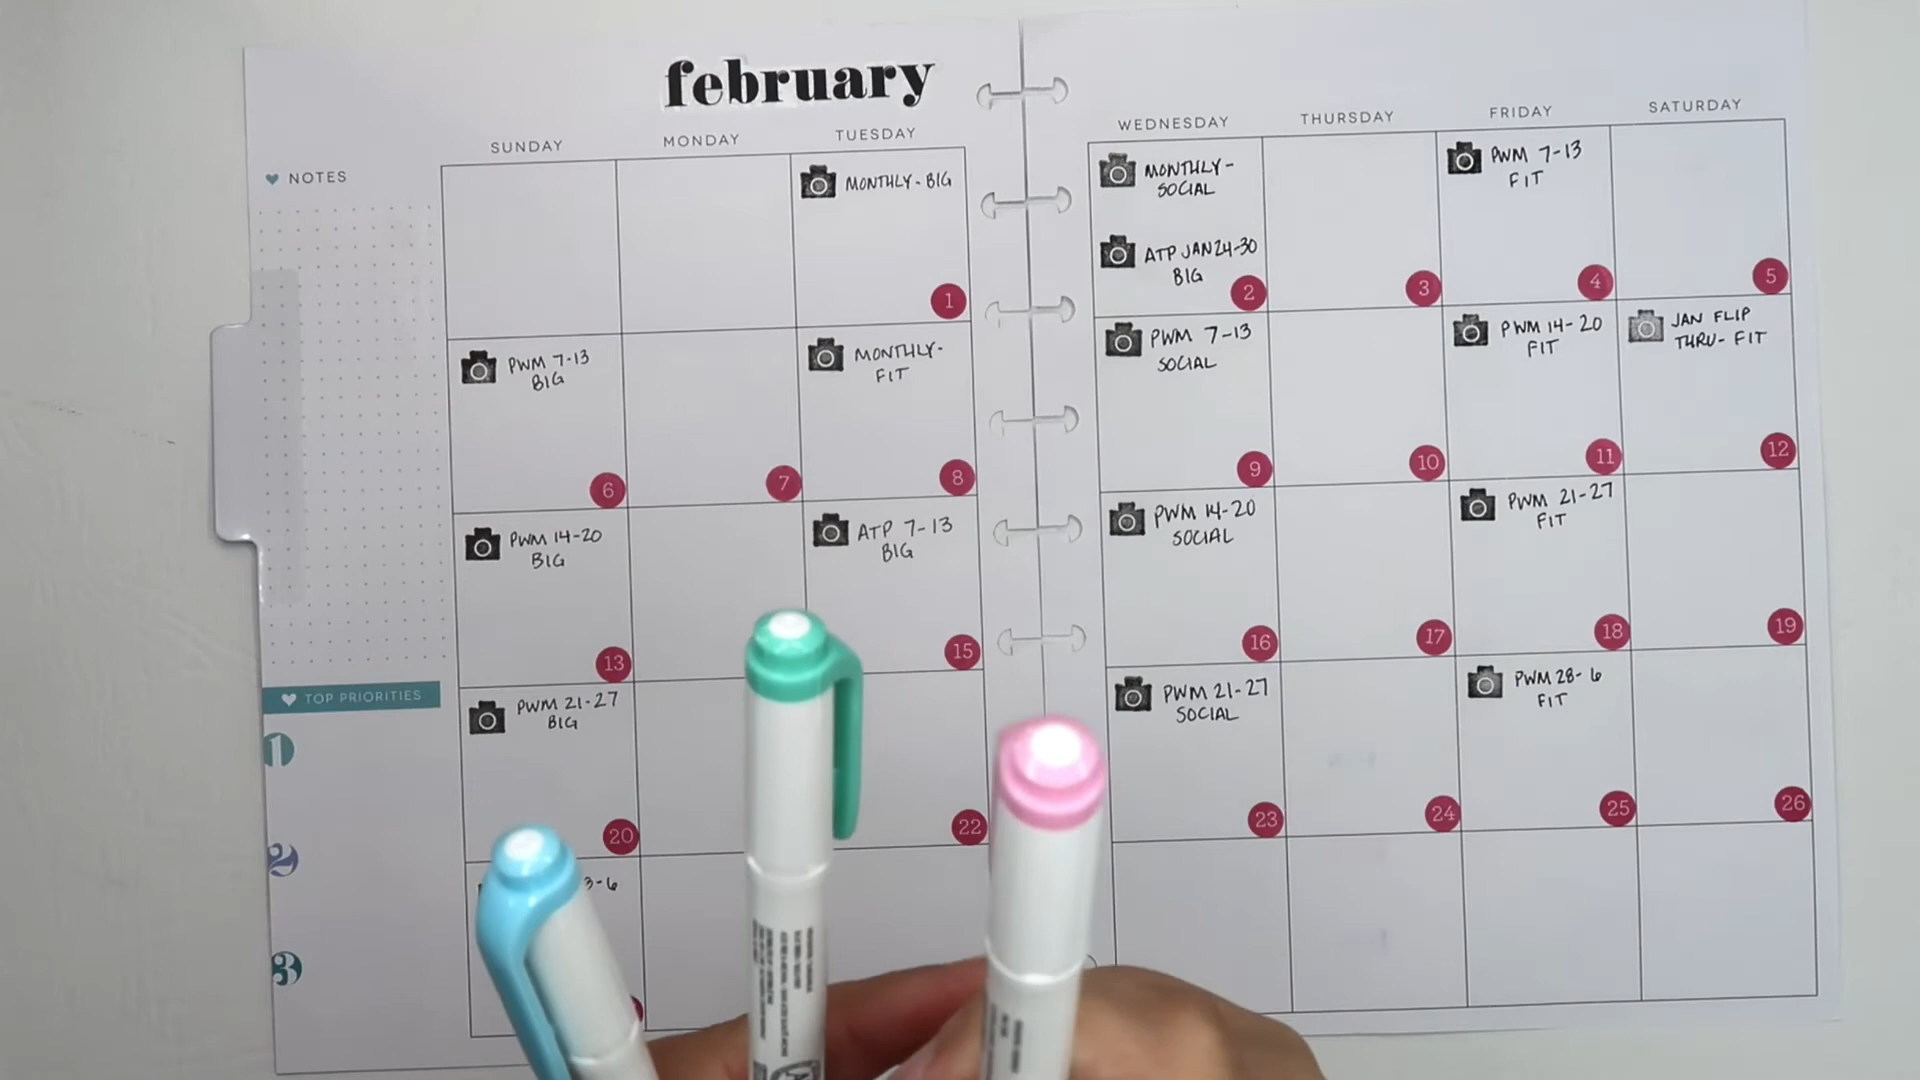 february
SUNDAY MONDAY TUESDAY WEDNESDAY THURSDAY FRIDAY SATURDAY
NOTES
MONTHLY - BIG
1
MONTHLY -
SOCIAL
ATP JAN 24-30
BIG
2
3
PWM 7-13
FIT
4
5
PWM 7-13
BIG
6
7
MONTHLY-
FIT
8
PWM 7-13
SOCIAL
9
10
PWM 14-20
FIT
11
JAN FLIP
THRU- FIT
12
PWM 14-20
BIG
13
ATP 7-13
BIG
15
PWM 14-20
SOCIAL
16
17
PWM 21-27
FIT
18
19
TOP PRIORITIES
1
2
3
PWM 21-27
BIG
20
22
PWM 21-27
SOCIAL
23
24
PWM 28-6
FIT
25
26
-6